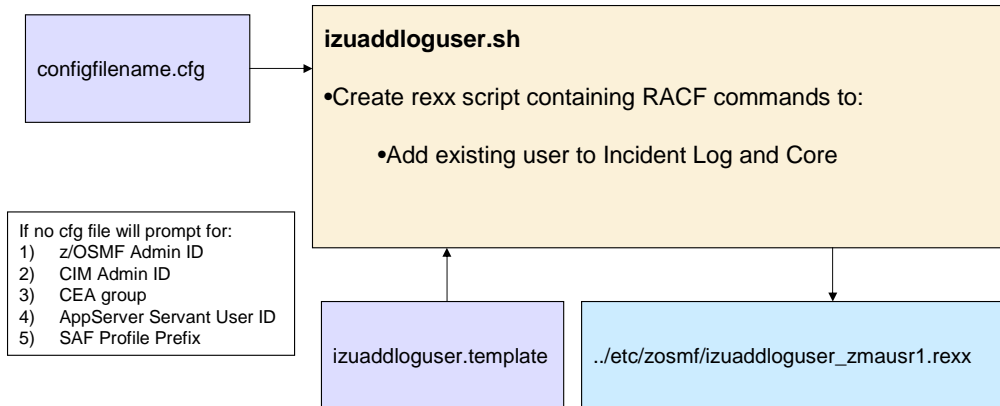 configfilename.cfg
izuaddloguser.sh
•Create rexx script containing RACF commands to:
•Add existing user to Incident Log and Core
If no cfg file will prompt for:
1) z/OSMF Admin ID
2) CIM Admin ID
3) CEA group
4) AppServer Servant User ID
5) SAF Profile Prefix
izuaddloguser.template
../etc/zosmf/izuaddloguser_zmausr1.rexx